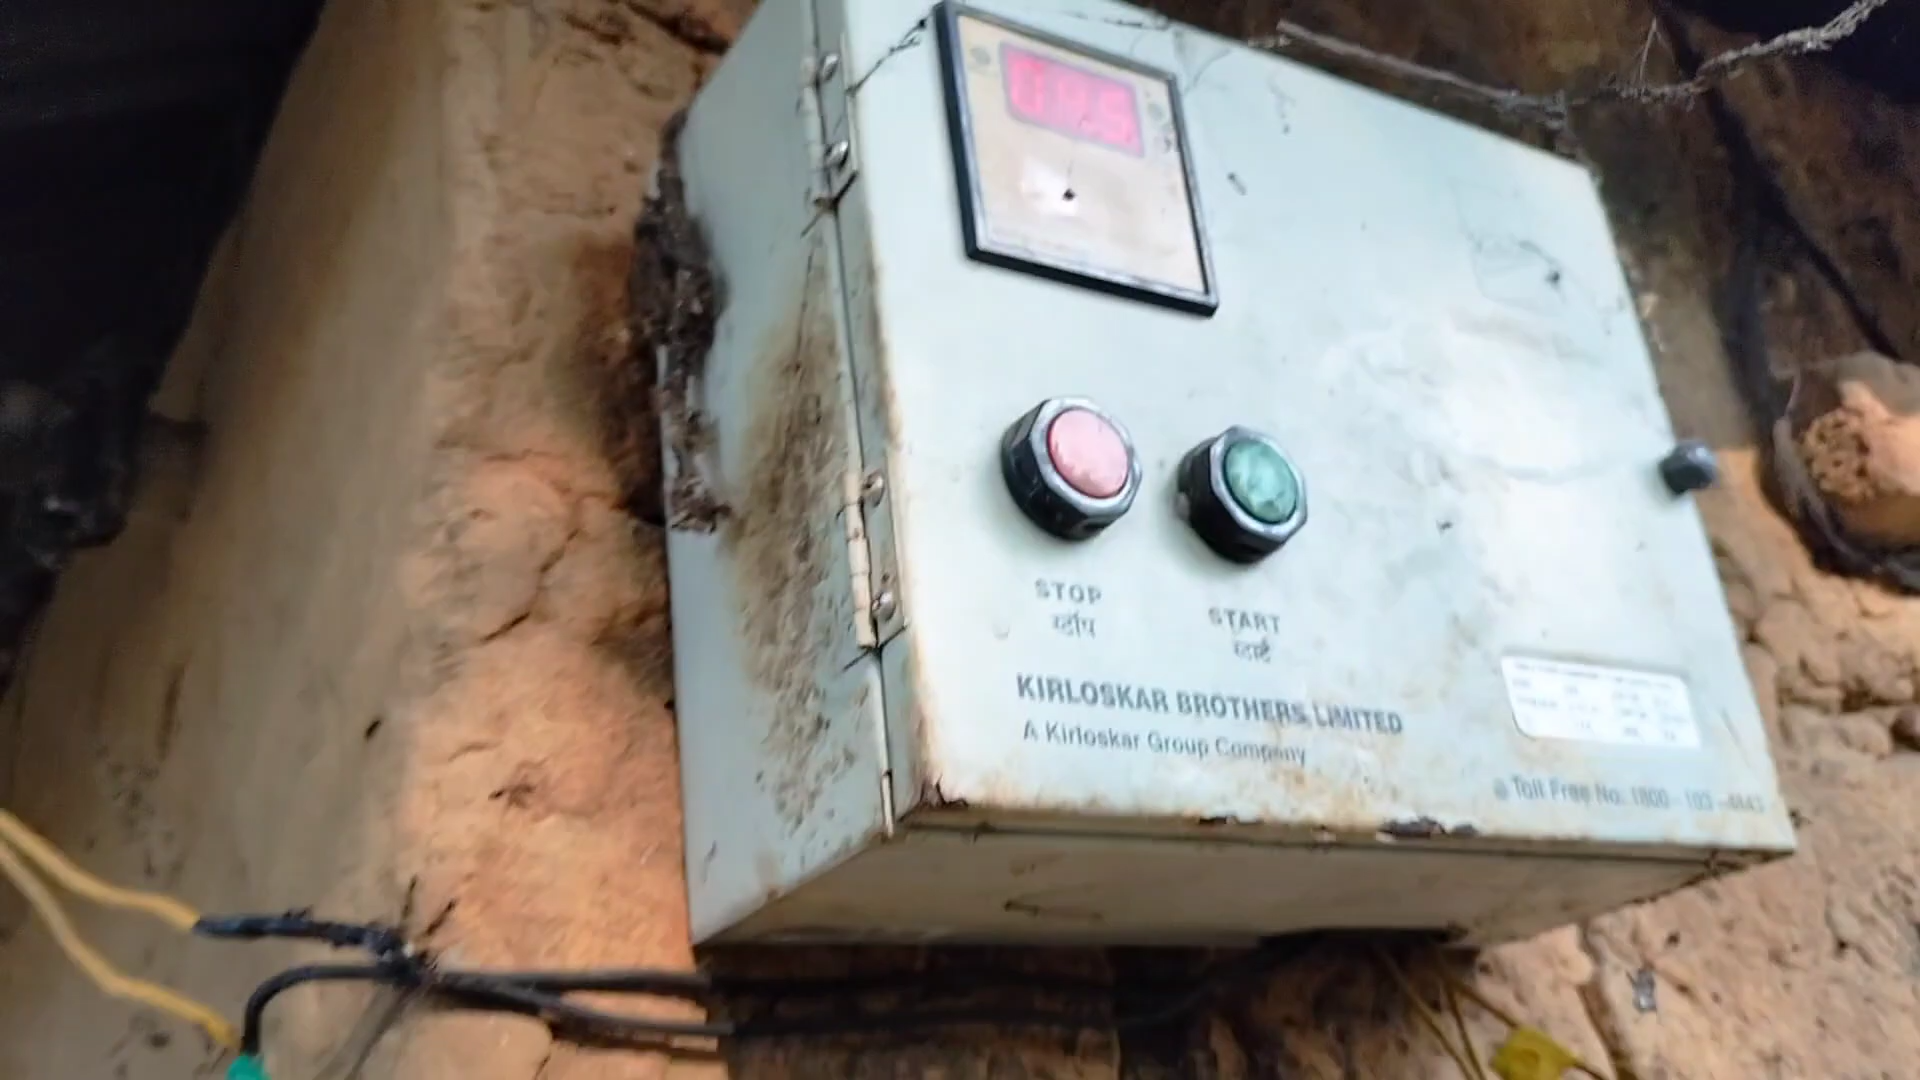 STOP
स्टॉप
START
स्टार्ट
KIRLOSKAR BROTHERS LIMITED
A Kirloskar Group Company
Toll Free No: 1800 - 103 - 4443